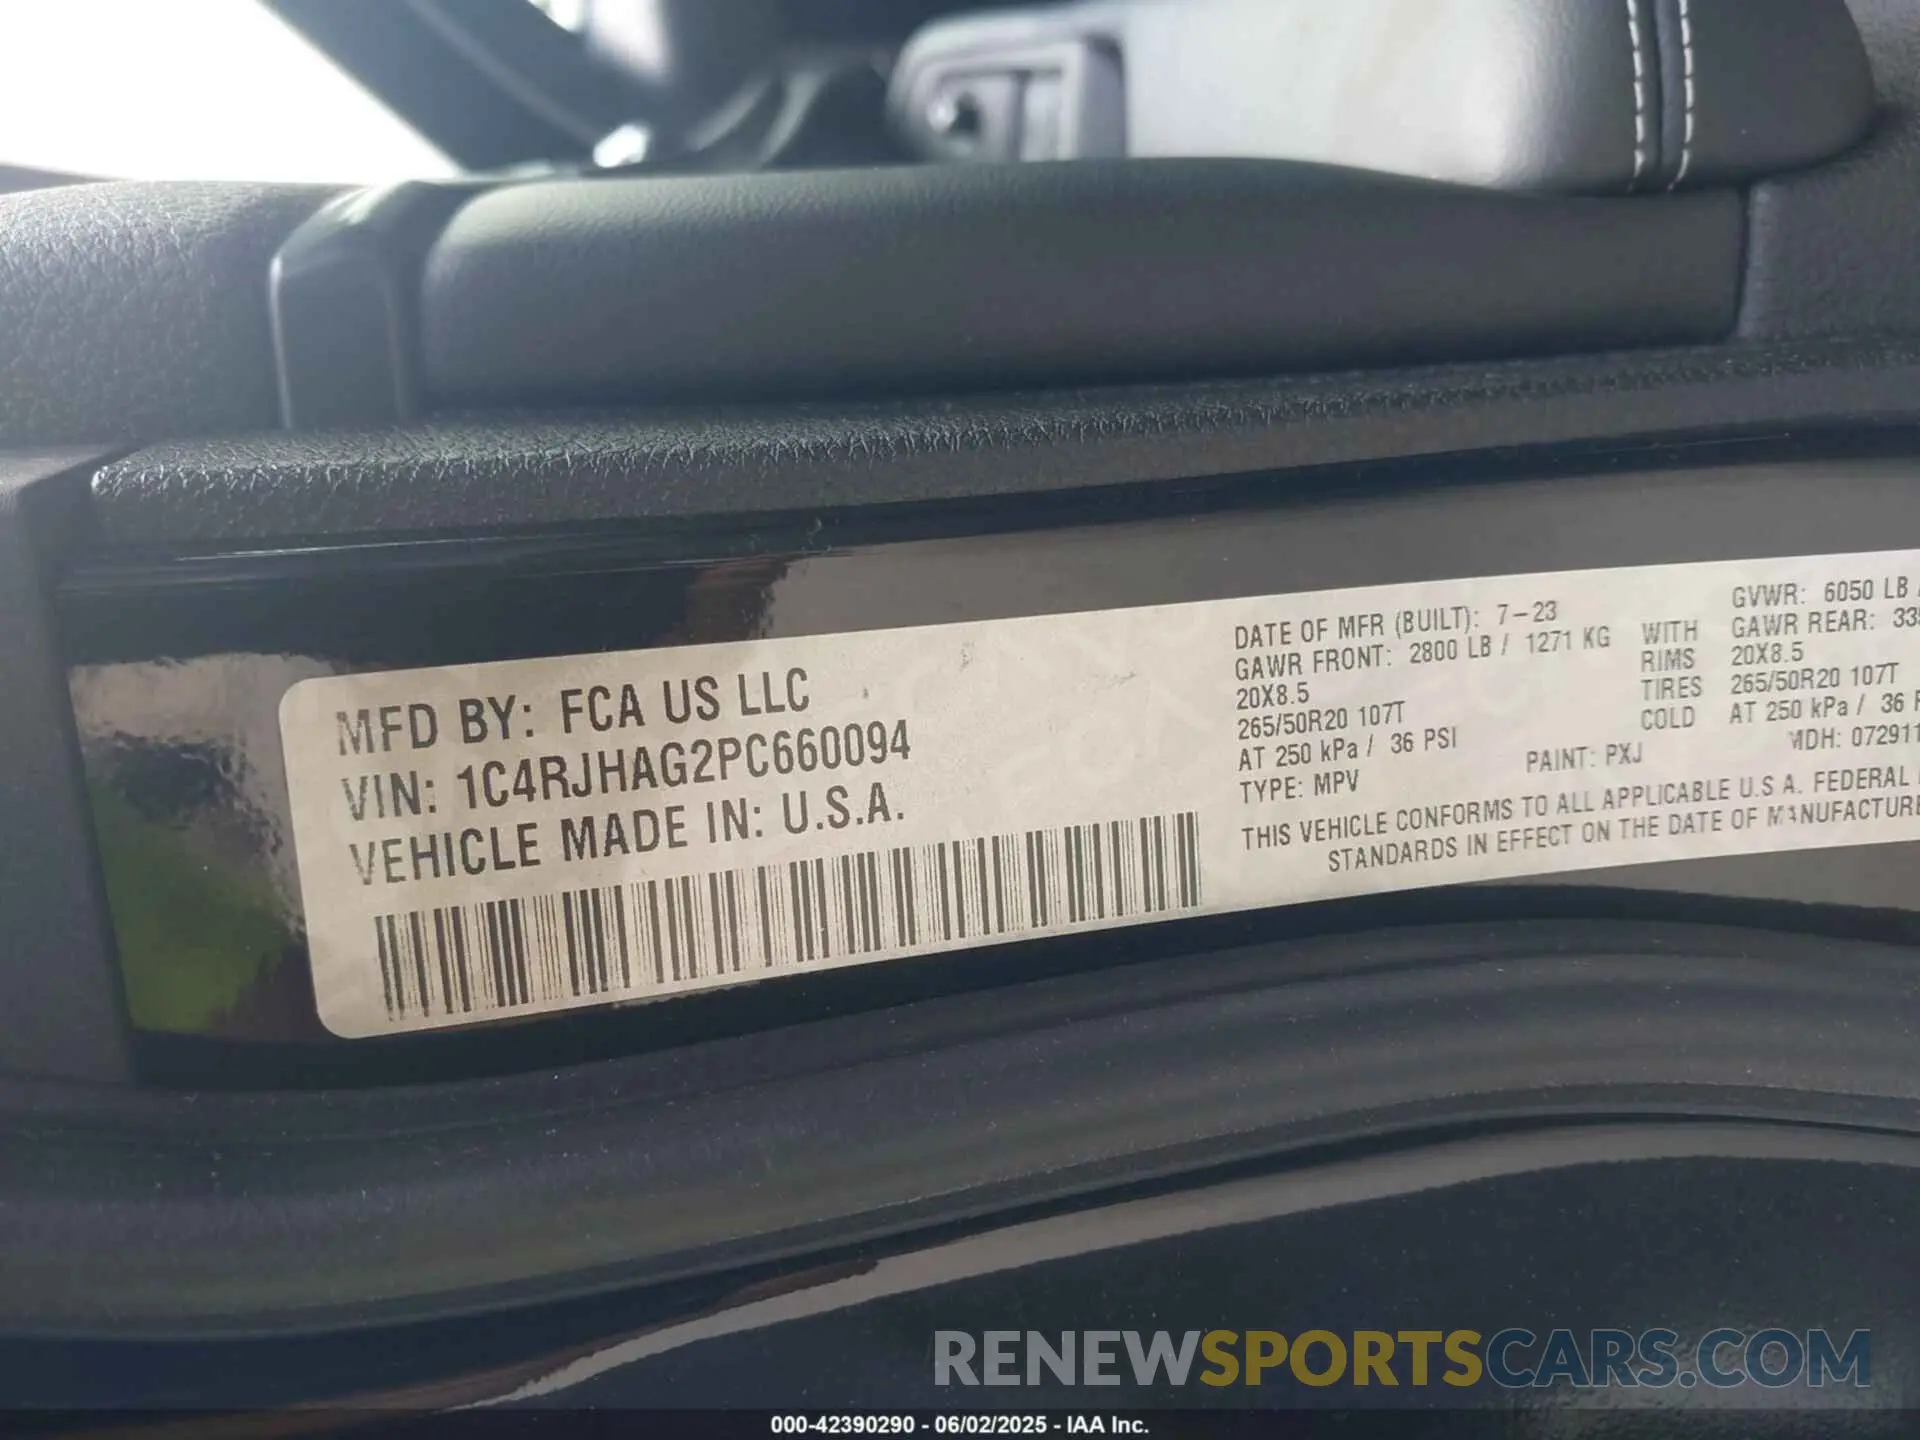 MFD BY: FCA US LLC
VIN: 1C4RJHAG2PC660094
VEHICLE MADE IN: U.S.A.
DATE OF MFR (BUILT): 7-23
GVWR: 6050 LB /
GAWR FRONT: 2800 LB / 1271 KG WITH GAWR REAR:
20X8.5 RIMS 20X8.5
265/50R20 107T TIRES 265/50R20 107T
AT 250 kPa / 36 PSI COLD AT 250 kPa / 36
TYPE: MPV PAINT: PXJ MDH: 072911
THIS VEHICLE CONFORMS TO ALL APPLICABLE U.S.A. FEDERAL
STANDARDS IN EFFECT ON THE DATE OF MANUFACTURE
RENEWSPORTSCARS.COM
000-42390290 - 06/02/2025 - IAA Inc.